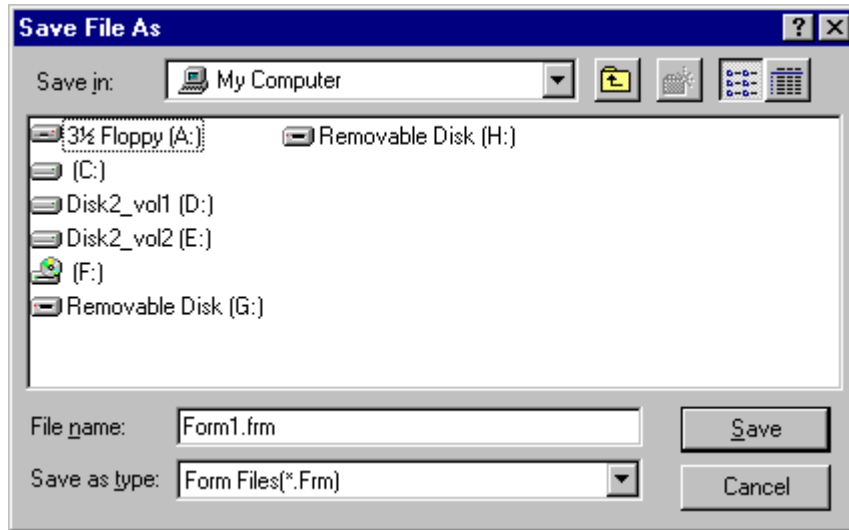 Save File As
Save in: My Computer
3½ Floppy (A:) Removable Disk (H:)
(C:)
Disk2_vol1 (D:)
Disk2_vol2 (E:)
(F:)
Removable Disk (G:)
File name: Form1.frm Save
Save as type: Form Files(*.Frm) Cancel